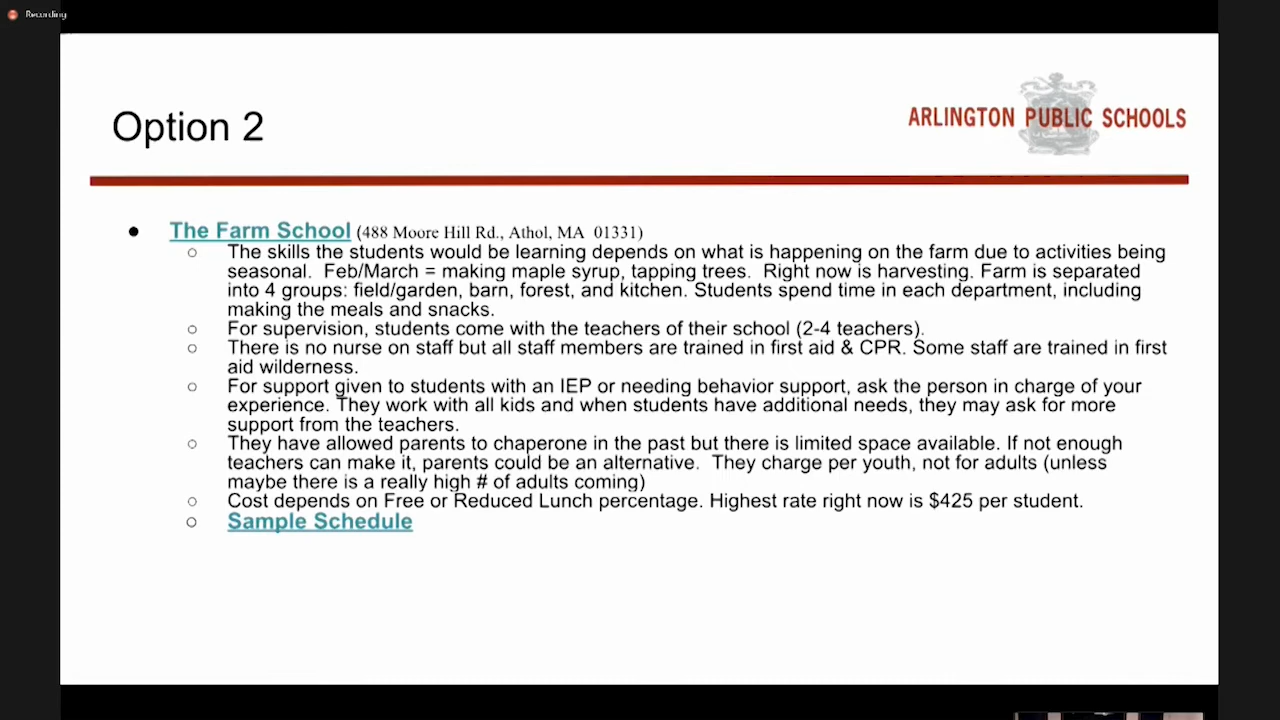 Recording
Option 2
ARLINGTON PUBLIC SCHOOLS
● The Farm School (488 Moore Hill Rd., Athol, MA 01331)
○ The skills the students would be learning depends on what is happening on the farm due to activities being
seasonal. Feb/March = making maple syrup, tapping trees. Right now is harvesting. Farm is separated
into 4 groups: field/garden, barn, forest, and kitchen. Students spend time in each department, including
making the meals and snacks.
○ For supervision, students come with the teachers of their school (2-4 teachers).
○ There is no nurse on staff but all staff members are trained in first aid & CPR. Some staff are trained in first
aid wilderness.
○ For support given to students with an IEP or needing behavior support, ask the person in charge of your
experience. They work with all kids and when students have additional needs, they may ask for more
support from the teachers.
○ They have allowed parents to chaperone in the past but there is limited space available. If not enough
teachers can make it, parents could be an alternative. They charge per youth, not for adults (unless
maybe there is a really high # of adults coming)
○ Cost depends on Free or Reduced Lunch percentage. Highest rate right now is $425 per student.
○ Sample Schedule